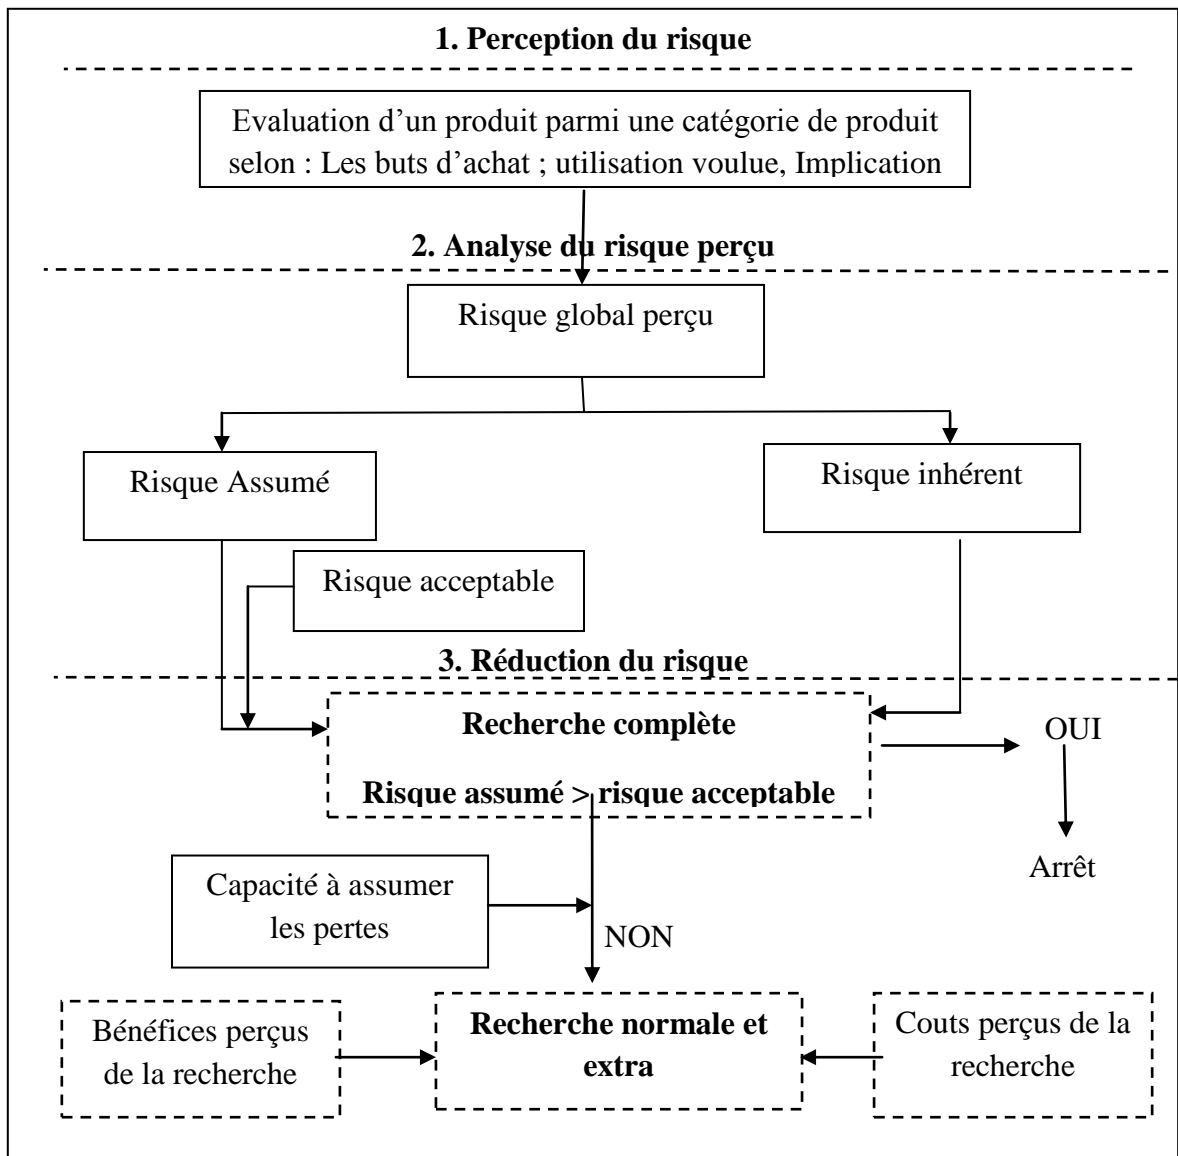 1. Perception du risque
Evaluation d’un produit parmi une catégorie de produit
selon : Les buts d’achat ; utilisation voulue, Implication
2. Analyse du risque perçu
Risque global perçu
Risque Assumé
Risque inhérent
Risque acceptable
3. Réduction du risque
Recherche complète
OUI
Risque assumé > risque acceptable
Arrêt
Capacité à assumer
les pertes
NON
Bénéfices perçus
de la recherche
Recherche normale et
extra
Couts perçus de la
recherche